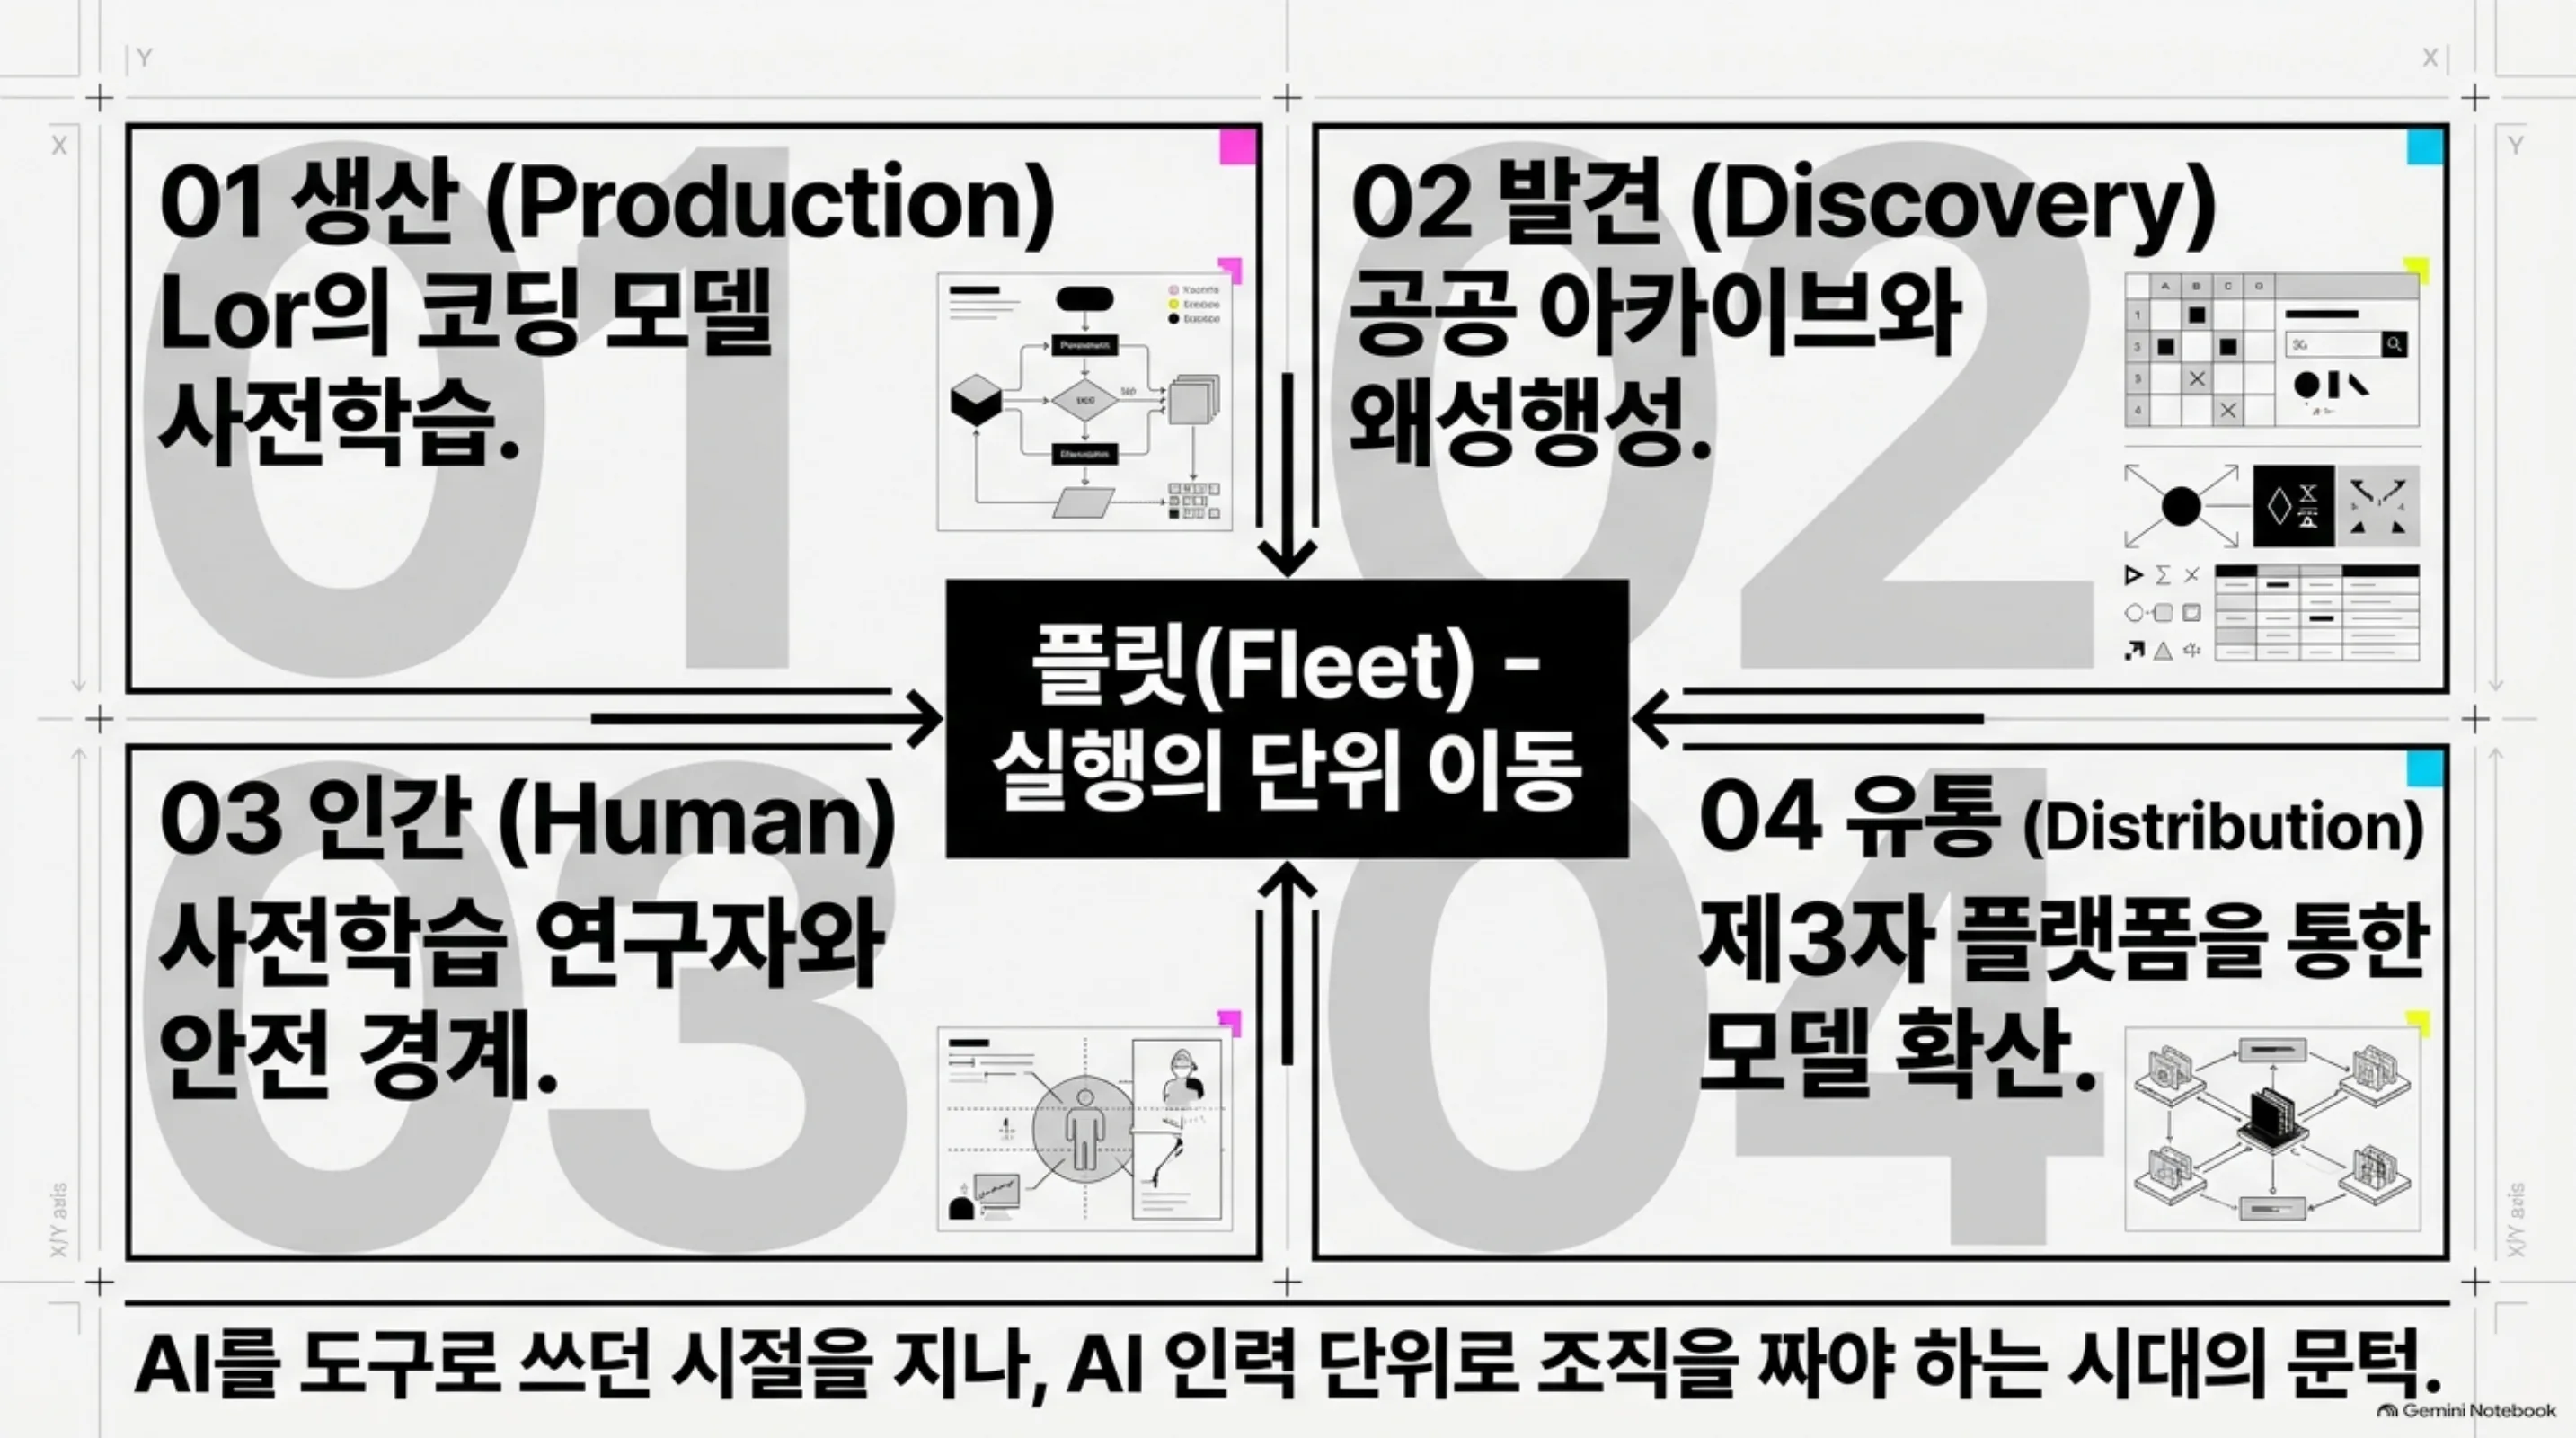 Y
X
X
Y
01 생산 (Production)
Lor의 코딩 모델
사전학습.
02 발견 (Discovery)
공공 아카이브와
왜성행성.
A B C
1
3
4
플릿(Fleet) -
실행의 단위 이동
03 인간 (Human)
사전학습 연구자와
안전 경계.
04 유통 (Distribution)
제3자 플랫폼을 통한
모델 확산.
X/Y axis
AI를 도구로 쓰던 시절을 지나, AI 인력 단위로 조직을 짜야 하는 시대의 문턱.
Gemini Notebook